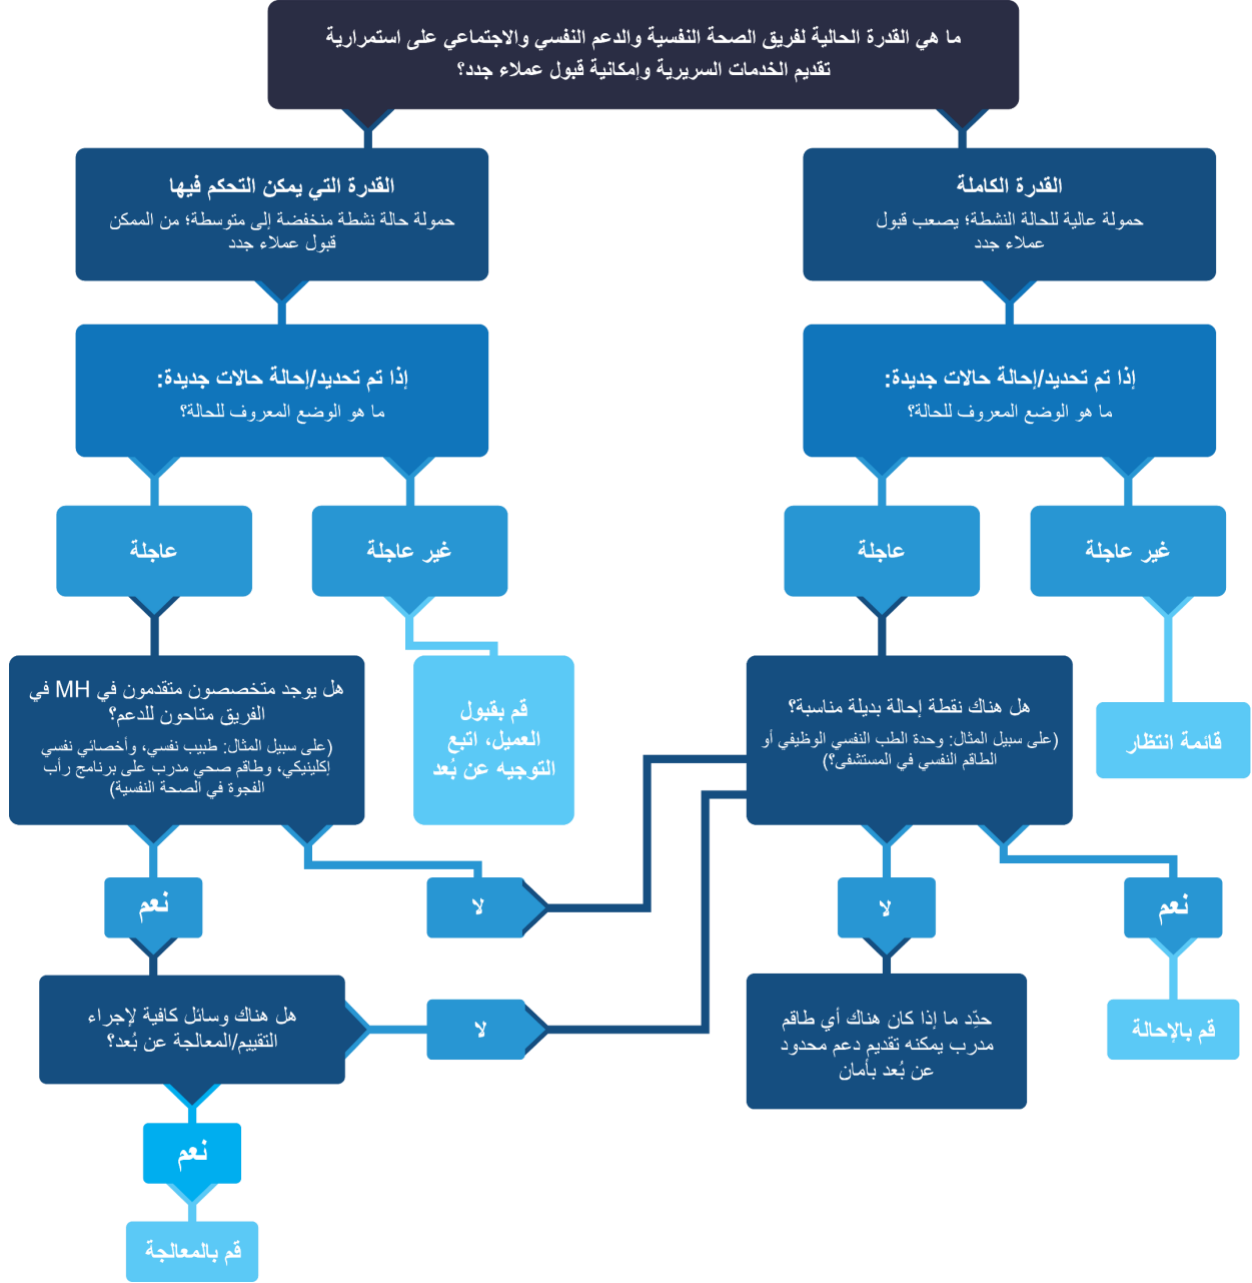 ما هي القدرة الحالية لفريق الصحة النفسية والدعم النفسي والاجتماعي على استمرارية
تقديم الخدمات السريرية وإمكانية قبول عملاء جدد؟
القدرة الكاملة
حمولة عالية للحالة النشطة؛ يصعب قبول
عملاء جدد
القدرة التي يمكن التحكم فيها
حمولة حالة نشطة منخفضة إلى متوسطة؛ من الممكن
قبول عملاء جدد
إذا تم تحديد/إحالة حالات جديدة:
ما هو الوضع المعروف للحالة؟
إذا تم تحديد/إحالة حالات جديدة:
ما هو الوضع المعروف للحالة؟
غير عاجلة
عاجلة
غير عاجلة
عاجلة
قائمة انتظار
هل هناك نقطة إحالة بديلة مناسبة؟
(على سبيل المثال: وحدة الطب النفسي الوظيفي أو
الطاقم النفسي في المستشفى؟)
قم بقبول
العميل، اتبع
التوجيه عن بُعد
هل يوجد متخصصون متقدمون في MH في
الفريق متاحون للدعم؟
(على سبيل المثال: طبيب نفسي، وأخصائي نفسي
إكلينيكي، وطاقم صحي مدرب على برنامج رأب
الفجوة في الصحة النفسية)
نعم
لا
لا
نعم
قم بالإحالة
حدِّد ما إذا كان هناك أي طاقم
مدرب يمكنه تقديم دعم محدود
عن بُعد بأمان
لا
هل هناك وسائل كافية لإجراء
التقييم/المعالجة عن بُعد؟
نعم
قم بالمعالجة